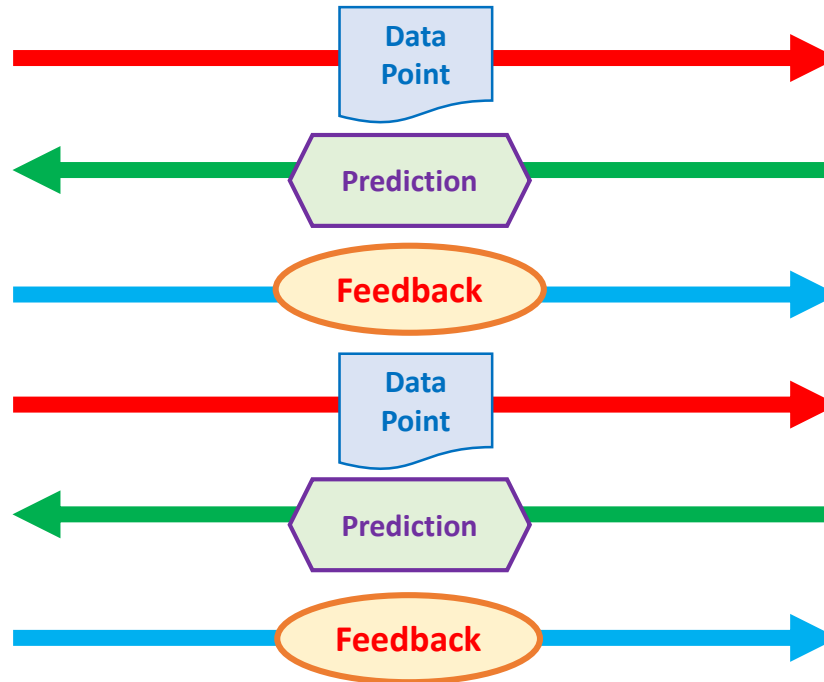 Data
Point
Prediction
Feedback
Data
Point
Prediction
Feedback